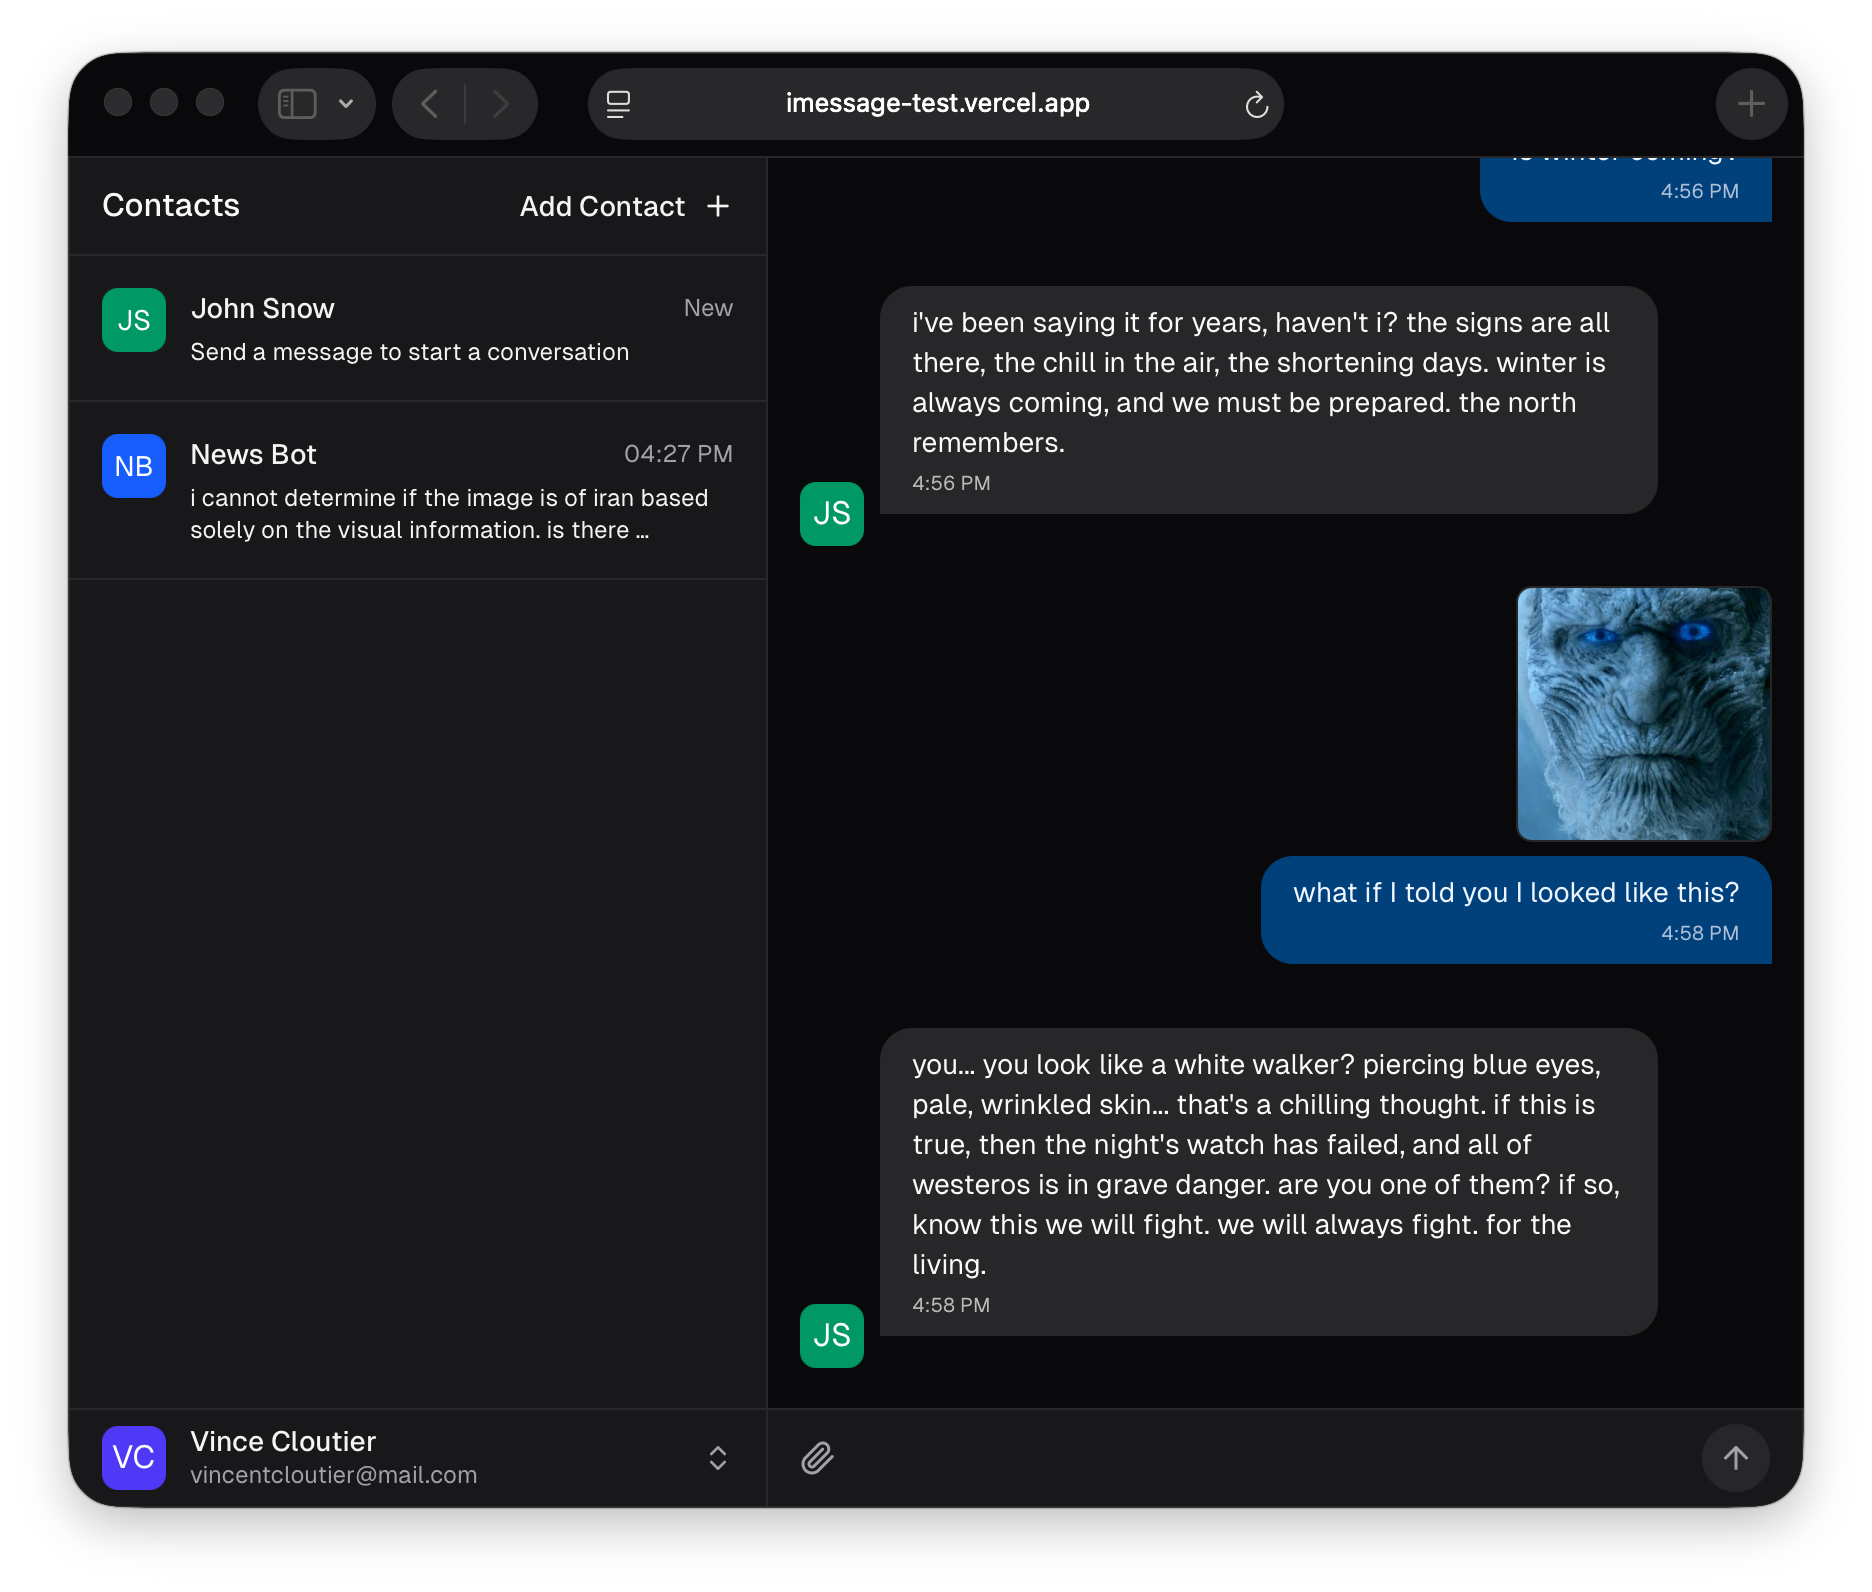 imessage-test.vercel.app
Contacts
Add Contact
JS
John Snow
New
Send a message to start a conversation
NB
News Bot
04:27 PM
i cannot determine if the image is of iran based
solely on the visual information. is there ...
VC
Vince Cloutier
vincentcloutier@mail.com
is winter coming?
4:56 PM
i've been saying it for years, haven't i? the signs are all
there, the chill in the air, the shortening days. winter is
always coming, and we must be prepared. the north
remembers.
4:56 PM
JS
what if I told you I looked like this?
4:58 PM
you... you look like a white walker? piercing blue eyes,
pale, wrinkled skin... that's a chilling thought. if this is
true, then the night's watch has failed, and all of
westeros is in grave danger. are you one of them? if so,
know this we will fight. we will always fight. for the
living.
4:58 PM
JS